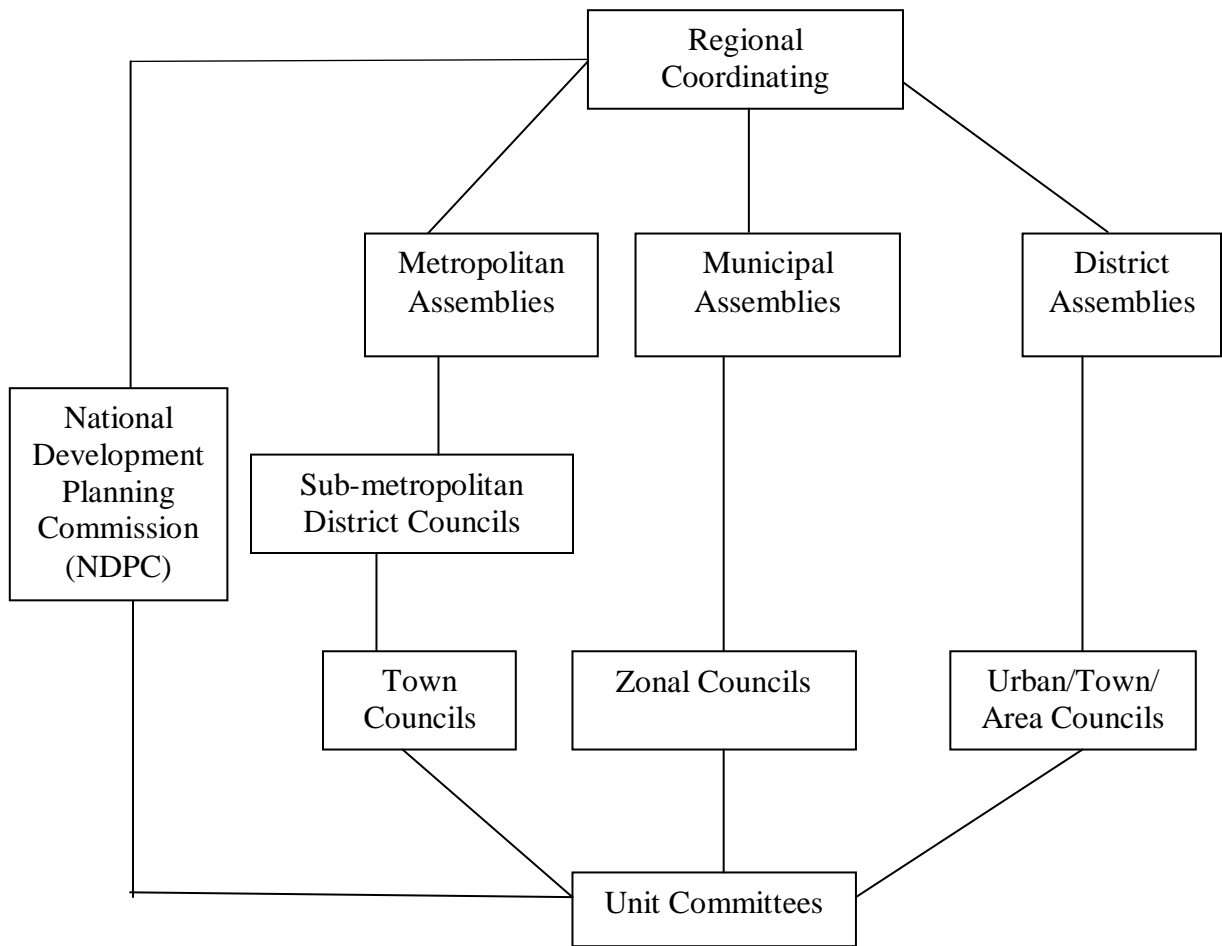 Regional
Coordinating
Metropolitan
Assemblies
Municipal
Assemblies
District
Assemblies
National
Development
Planning
Commission
(NDPC)
Sub-metropolitan
District Councils
Town
Councils
Zonal Councils
Urban/Town/
Area Councils
Unit Committees